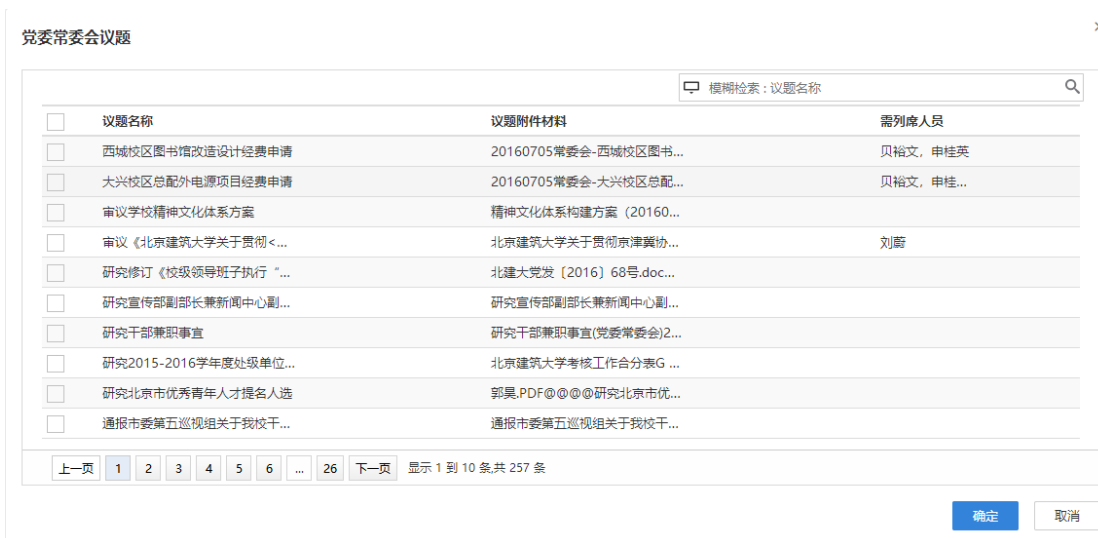 党委常委会议题
模糊检索 : 议题名称
议题名称 议题附件材料 需列席人员
西城校区图书馆改造设计经费申请 20160705常委会-西城校区图书... 贝裕文，申桂英
大兴校区总配外电源项目经费申请 20160705常委会-大兴校区总配... 贝裕文，申桂...
审议学校精神文化体系方案 精神文化体系构建方案（20160...
审议《北京建筑大学关于贯彻<... 北京建筑大学关于贯彻京津冀协... 刘蔚
研究修订《校级领导班子执行“... 北建大党发〔2016〕68号.doc...
研究宣传部副部长兼新闻中心副... 研究宣传部副部长兼新闻中心副...
研究干部兼职事宜 研究干部兼职事宜(党委常委会)2...
研究2015-2016学年度处级单位... 北京建筑大学考核工作合分表G ...
研究北京市优秀青年人才提名人选 郭昊.PDF@@@@研究北京市优...
通报市委第五巡视组关于我校干... 通报市委第五巡视组关于我校干...
上一页 1 2 3 4 5 6 ... 26 下一页 显示 1 到 10 条,共 257 条
确定 取消